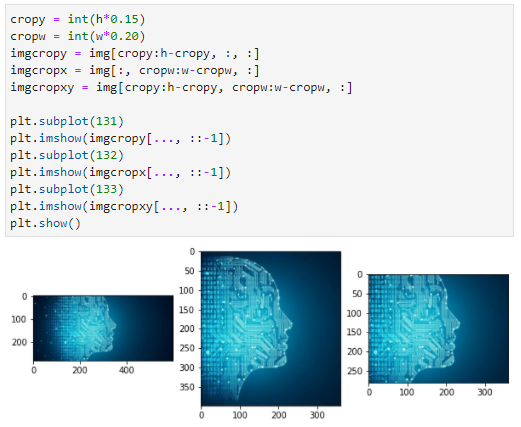 cropy = int(h*0.15)
cropw = int(w*0.20)
imgcropy = img[cropy:h-cropy, :, :]
imgcropx = img[:, cropw:w-cropw, :]
imgcropxy = img[cropy:h-cropy, cropw:w-cropw, :]
plt.subplot(131)
plt.imshow(imgcropy[..., ::-1])
plt.subplot(132)
plt.imshow(imgcropx[..., ::-1])
plt.subplot(133)
plt.imshow(imgcropxy[..., ::-1])
plt.show()
0
100
200
0 200 400
0
50
100
150
200
250
300
350
0 100 200 300
0
50
100
150
200
250
0 100 200 300